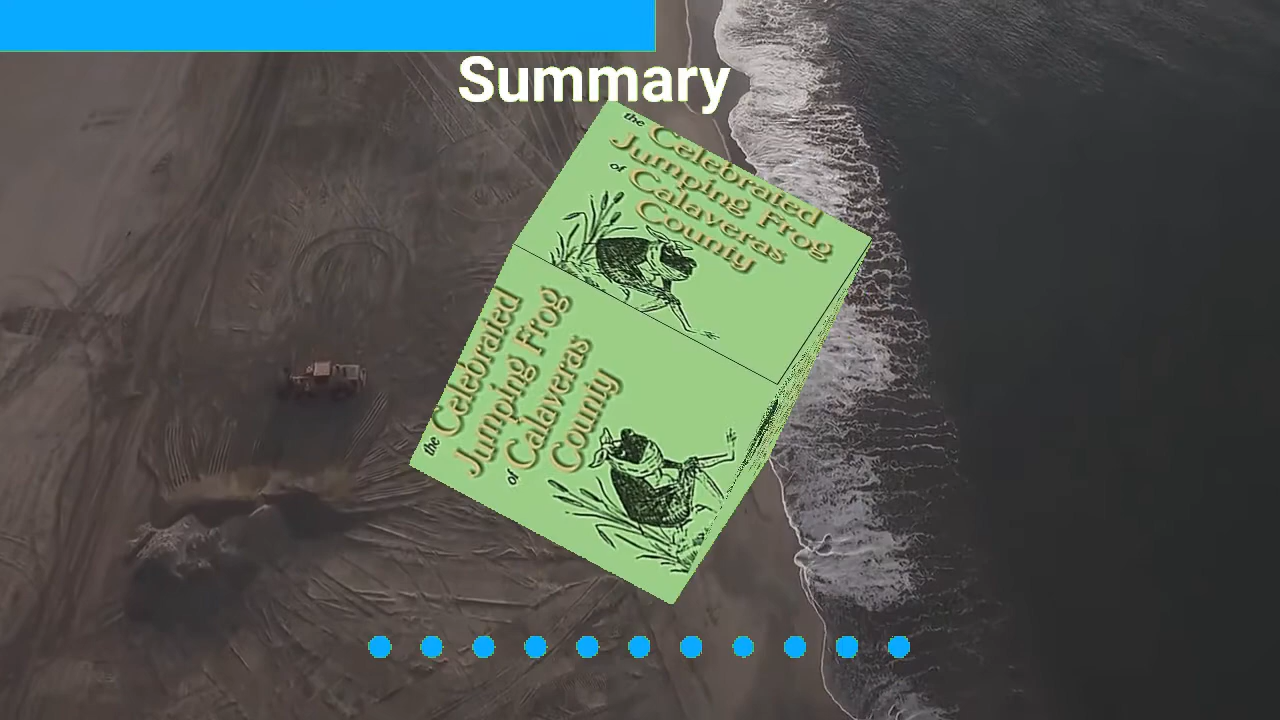 Summary
the Celebrated
Jumping Frog
of Calaveras
County
the Celebrated
Jumping Frog
of Calaveras
County